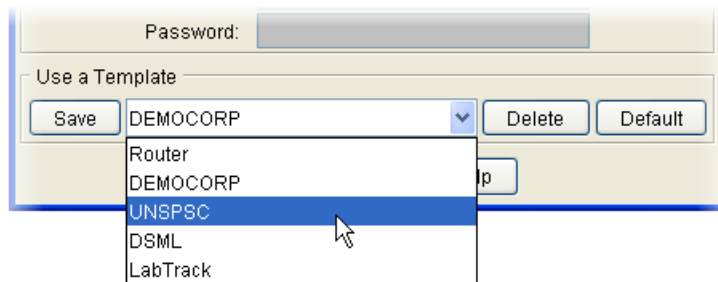 Password:
Use a Template
Save DEMOCORP Delete Default
Router
DEMOCORP
UNSPSC
DSML
LabTrack